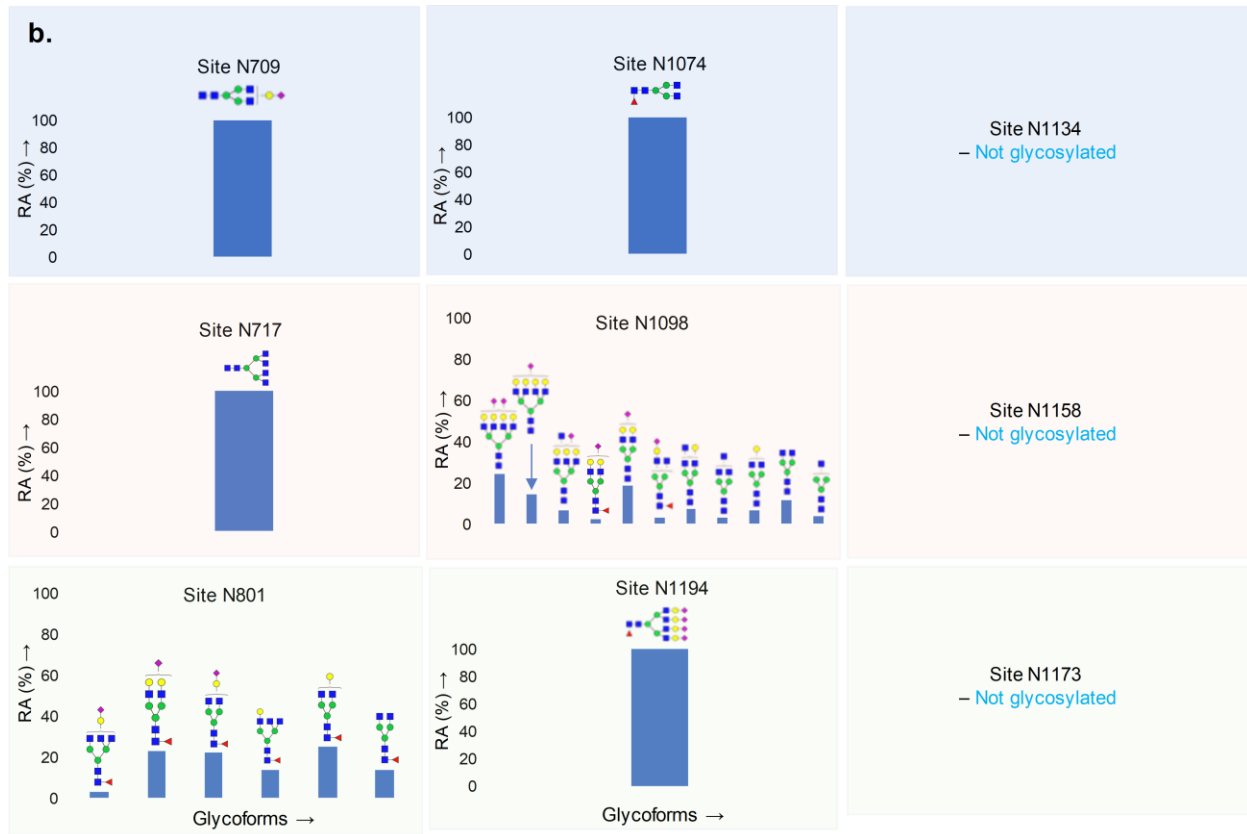 b.
Site N709
100
80
60
40
20
0
RA (%) →
Site N1074
100
80
60
40
20
0
RA (%) →
Site N1134
– Not glycosylated
Site N717
100
80
60
40
20
0
RA (%) →
Site N1098
100
80
60
40
20
0
RA (%) →
Site N1158
– Not glycosylated
Site N801
100
80
60
40
20
0
RA (%) →
Glycoforms →
Site N1194
100
80
60
40
20
0
RA (%) →
Glycoforms →
Site N1173
– Not glycosylated